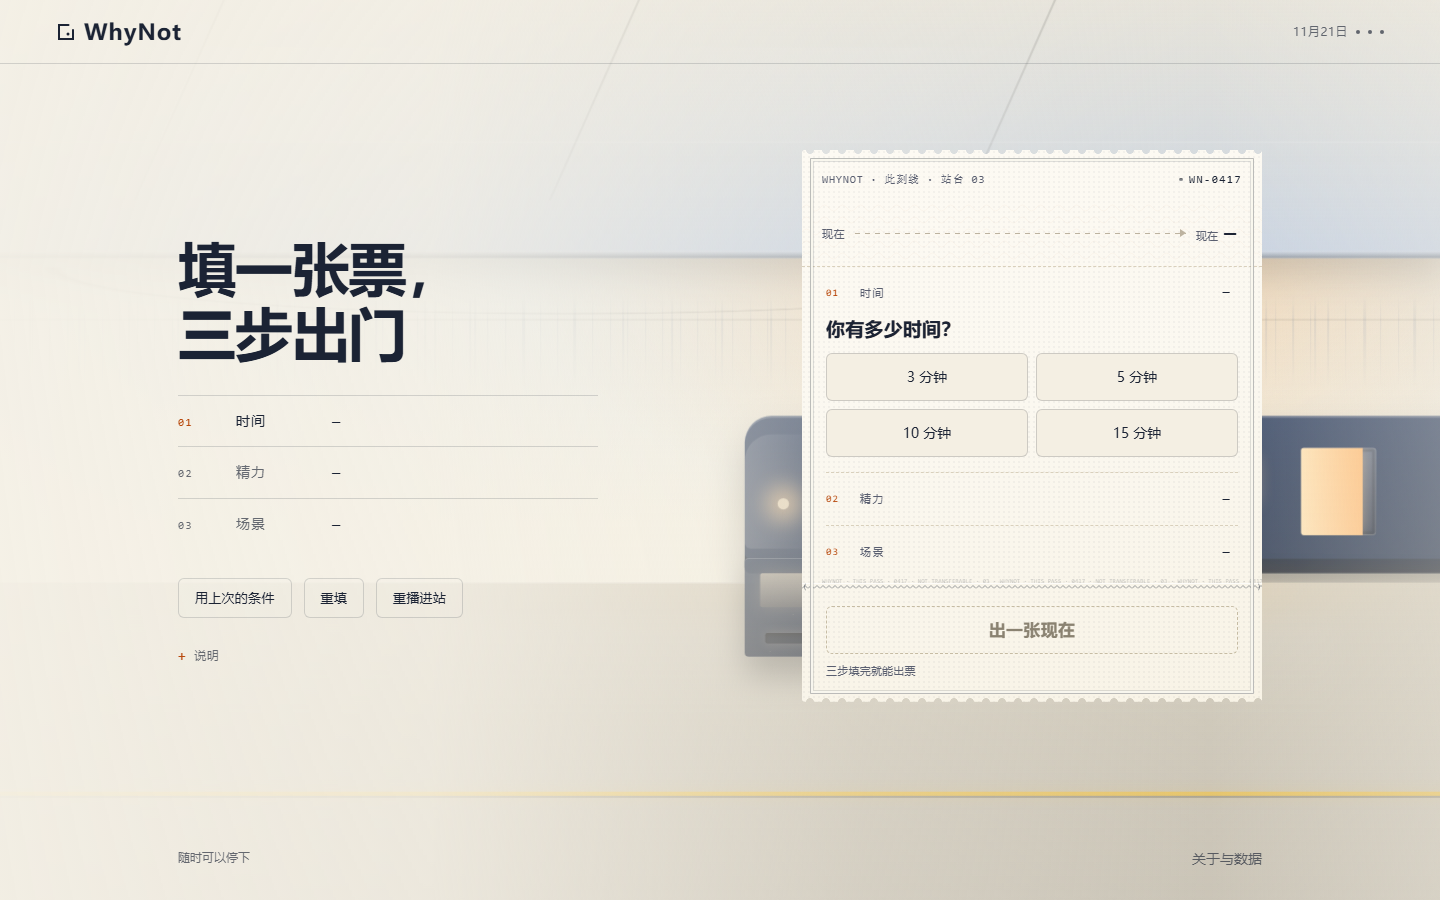 WhyNot
11月21日
填一张票,
三步出门
01 时间 —
02 精力 —
03 场景 —
用上次的条件 重填 重播进站
+ 说明
WHYNOT · 此刻线 · 站台 03 WN-0417
现在 现在 —
01 时间 —
你有多少时间?
3 分钟 5 分钟
10 分钟 15 分钟
02 精力 —
03 场景 —
出一张现在
三步填完就能出票
随时可以停下 关于与数据